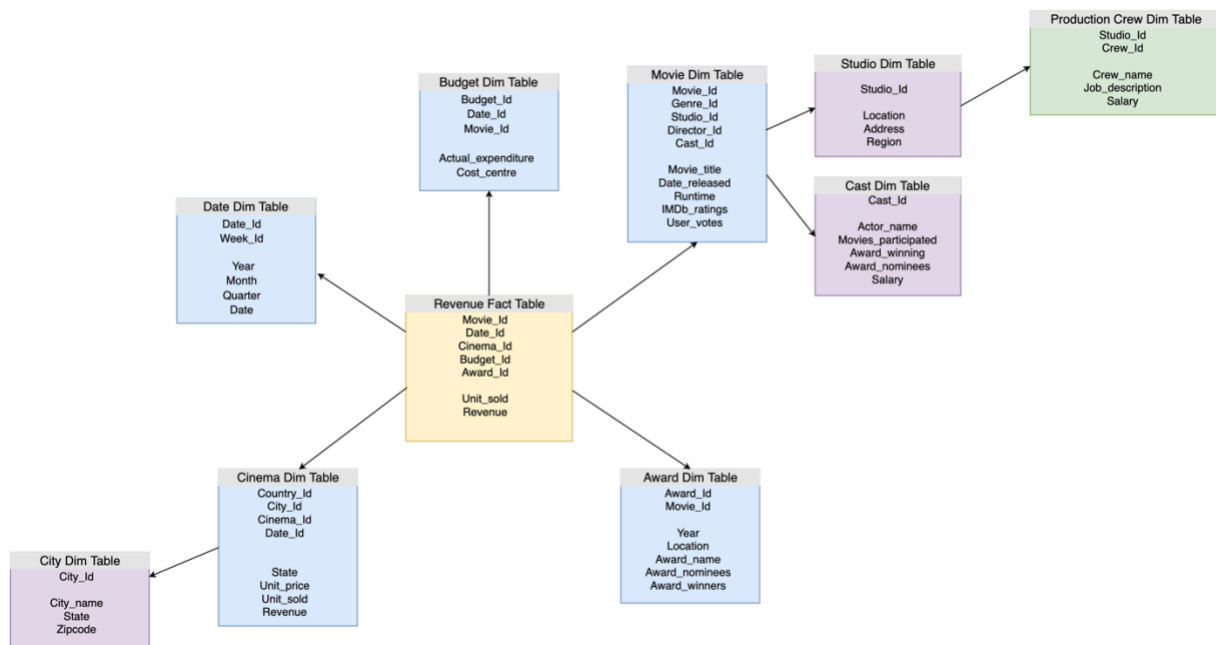 Production Crew Dim Table
Studio_Id
Crew_Id
Crew_name
Job_description
Salary
Studio Dim Table
Studio_Id
Location
Address
Region
Movie Dim Table
Movie_Id
Genre_Id
Studio_Id
Director_Id
Cast_Id
Movie_title
Date_released
Runtime
IMDb_ratings
User_votes
Budget Dim Table
Budget_Id
Date_Id
Movie_Id
Actual_expenditure
Cost_centre
Cast Dim Table
Cast_Id
Actor_name
Movies_participated
Award_winning
Award_nominees
Salary
Date Dim Table
Date_Id
Week_Id
Year
Month
Quarter
Date
Revenue Fact Table
Movie_Id
Date_Id
Cinema_Id
Budget_Id
Award_Id
Unit_sold
Revenue
Cinema Dim Table
Country_Id
City_Id
Cinema_Id
Date_Id
State
Unit_price
Unit_sold
Revenue
Award Dim Table
Award_Id
Movie_Id
Year
Location
Award_name
Award_nominees
Award_winners
City Dim Table
City_Id
City_name
State
Zipcode